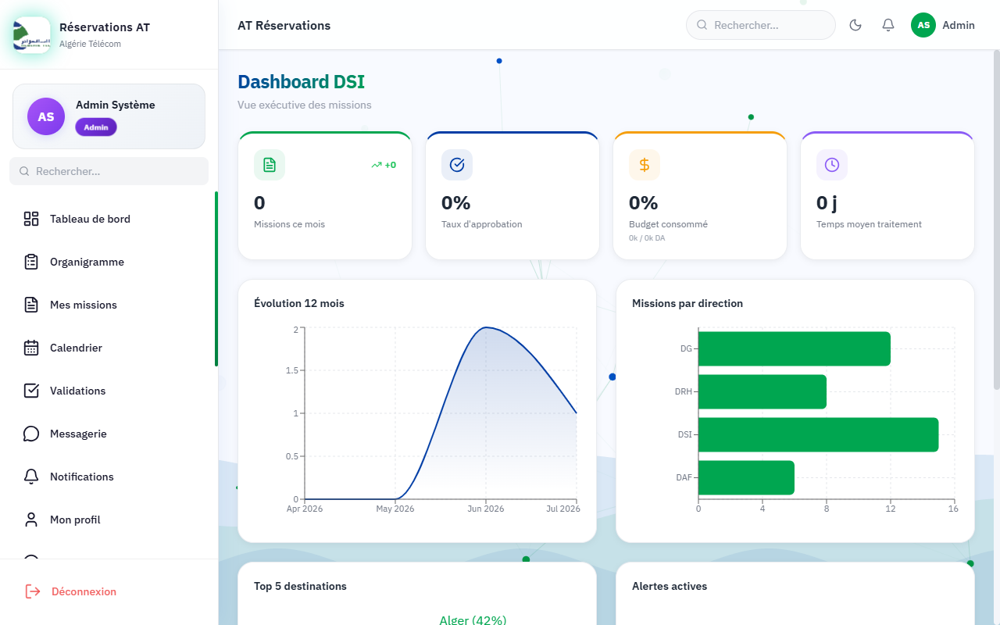 Réservations AT
Algérie Télécom
AS
Admin Système
Admin
Rechercher...
Tableau de bord
Organigramme
Mes missions
Calendrier
Validations
Messagerie
Notifications
Mon profil
Déconnexion
AT Réservations
Rechercher...
AS
Admin
Dashboard DSI
Vue exécutive des missions
+0
0
Missions ce mois
0%
Taux d'approbation
0%
Budget consommé
0k / 0k DA
0 j
Temps moyen traitement
Évolution 12 mois
2
1.5
1
0.5
0
Apr 2026
May 2026
Jun 2026
Jul 2026
Missions par direction
DG
DRH
DSI
DAF
0
4
8
12
16
Top 5 destinations
Alger (42%)
Alertes actives